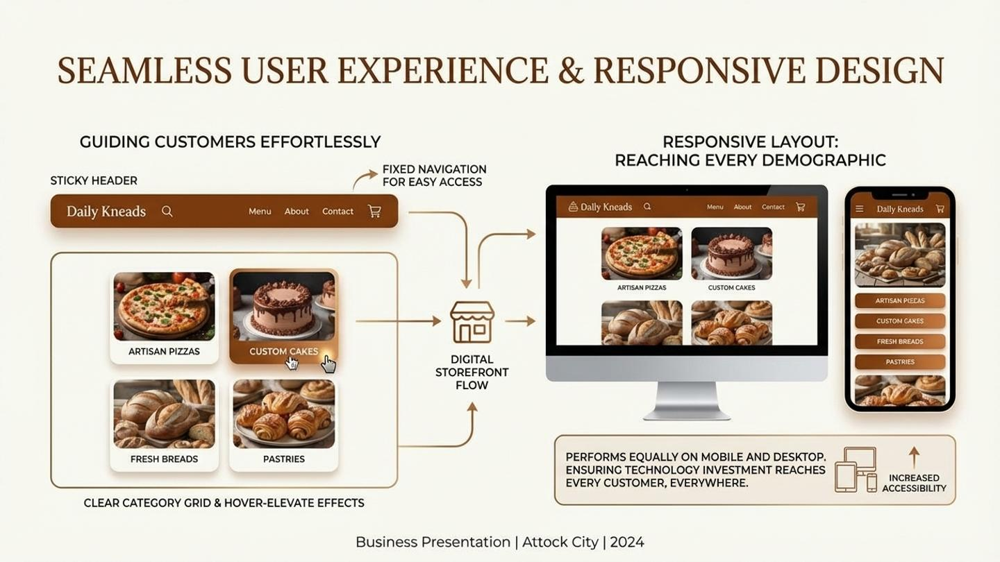 SEAMLESS USER EXPERIENCE & RESPONSIVE DESIGN
GUIDING CUSTOMERS EFFORTLESSLY
STICKY HEADER
FIXED NAVIGATION
FOR EASY ACCESS
Daily Kneads
Menu About Contact
ARTISAN PIZZAS
CUSTOM CAKES
FRESH BREADS
PASTRIES
CLEAR CATEGORY GRID & HOVER-ELEVATE EFFECTS
DIGITAL
STOREFRONT
FLOW
RESPONSIVE LAYOUT:
REACHING EVERY DEMOGRAPHIC
Daily Kneads
Menu About Contact
ARTISAN PIZZAS
CUSTOM CAKES
Daily Kneads
ARTISAN
CUSTOM
FRESH BREADS
PASTRIES
PERFORMS EQUALLY ON MOBILE AND DESKTOP.
ENSURING TECHNOLOGY INVESTMENT REACHES
EVERY CUSTOMER, EVERYWHERE.
INCREASED
ACCESSIBILITY
Business Presentation | Attock City | 2024